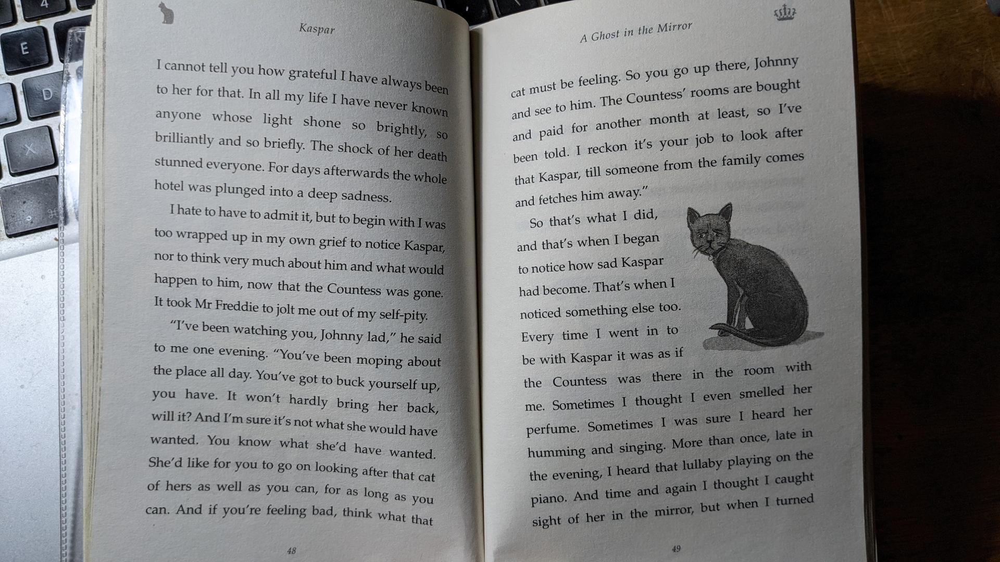 4
E
R
D
X
⌘
cmd
Kaspar
I cannot tell you how grateful I have always been
to her for that. In all my life I have never known
anyone whose light shone so brightly, so
brilliantly and so briefly. The shock of her death
stunned everyone. For days afterwards the whole
hotel was plunged into a deep sadness.
I hate to have to admit it, but to begin with I was
too wrapped up in my own grief to notice Kaspar,
nor to think very much about him and what would
happen to him, now that the Countess was gone.
It took Mr Freddie to jolt me out of my self-pity.
“I’ve been watching you, Johnny lad,” he said
to me one evening. “You’ve been moping about
the place all day. You’ve got to buck yourself up,
you have. It won’t hardly bring her back,
will it? And I’m sure it’s not what she would have
wanted. You know what she’d have wanted.
She’d like for you to go on looking after that cat
of hers as well as you can, for as long as you
can. And if you’re feeling bad, think what that
48
A Ghost in the Mirror
cat must be feeling. So you go up there, Johnny
and see to him. The Countess’ rooms are bought
and paid for another month at least, so I’ve
been told. I reckon it’s your job to look after
that Kaspar, till someone from the family comes
and fetches him away.”
So that’s what I did,
and that’s when I began
to notice how sad Kaspar
had become. That’s when I
noticed something else too.
Every time I went in to
be with Kaspar it was as if
the Countess was there in the room with
me. Sometimes I thought I even smelled her
perfume. Sometimes I was sure I heard her
humming and singing. More than once, late in
the evening, I heard that lullaby playing on the
piano. And time and again I thought I caught
sight of her in the mirror, but when I turned
49